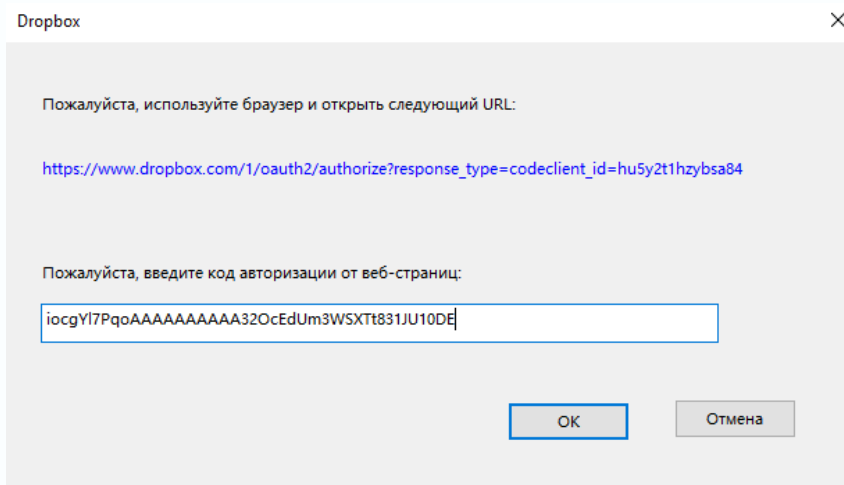 Dropbox
Пожалуйста, используйте браузер и открыть следующий URL:
https://www.dropbox.com/1/oauth2/authorize?response_type=codeclient_id=hu5y2t1hzybsa84
Пожалуйста, введите код авторизации от веб-страниц:
iocgYl7PqoAAAAAAAAAA32OcEdUm3WSXTt831JU10DE
OK Отмена